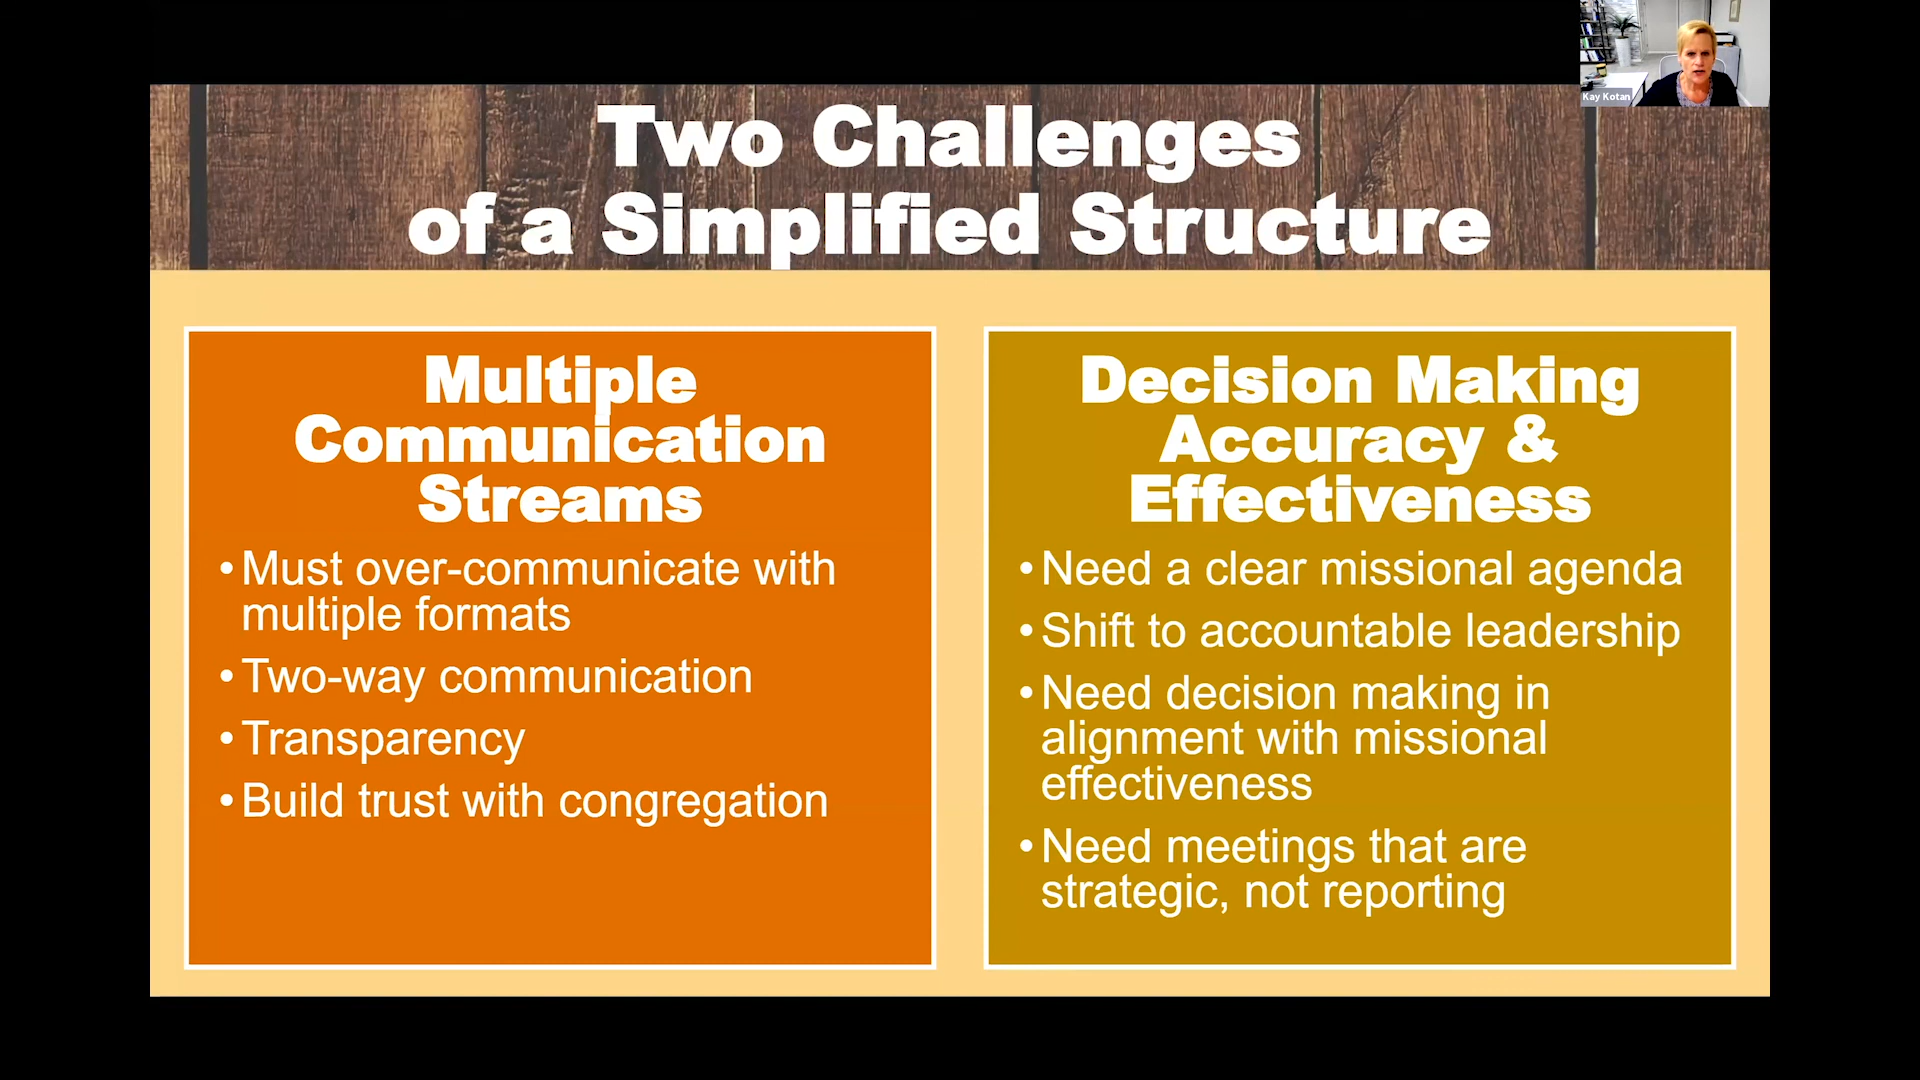 Kay Kotan
Two Challenges
of a Simplified Structure
Multiple
Communication
Streams
•Must over-communicate with
multiple formats
•Two-way communication
•Transparency
•Build trust with congregation
Decision Making
Accuracy &
Effectiveness
•Need a clear missional agenda
•Shift to accountable leadership
•Need decision making in
alignment with missional
effectiveness
•Need meetings that are
strategic, not reporting